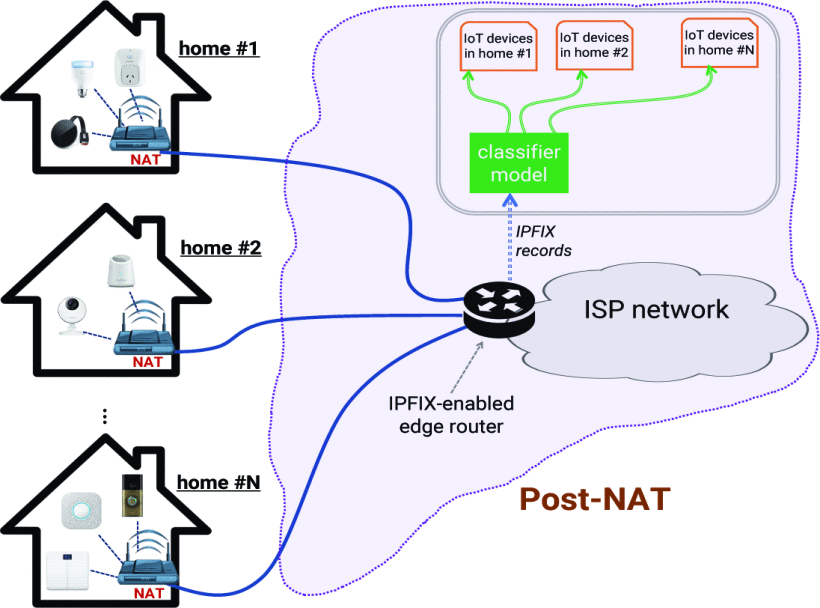 home #1
NAT
home #2
NAT
⋮
home #N
NAT
IoT devices
in home #1
IoT devices
in home #2
IoT devices
in home #N
classifier
model
IPFIX
records
ISP network
IPFIX-enabled
edge router
Post-NAT